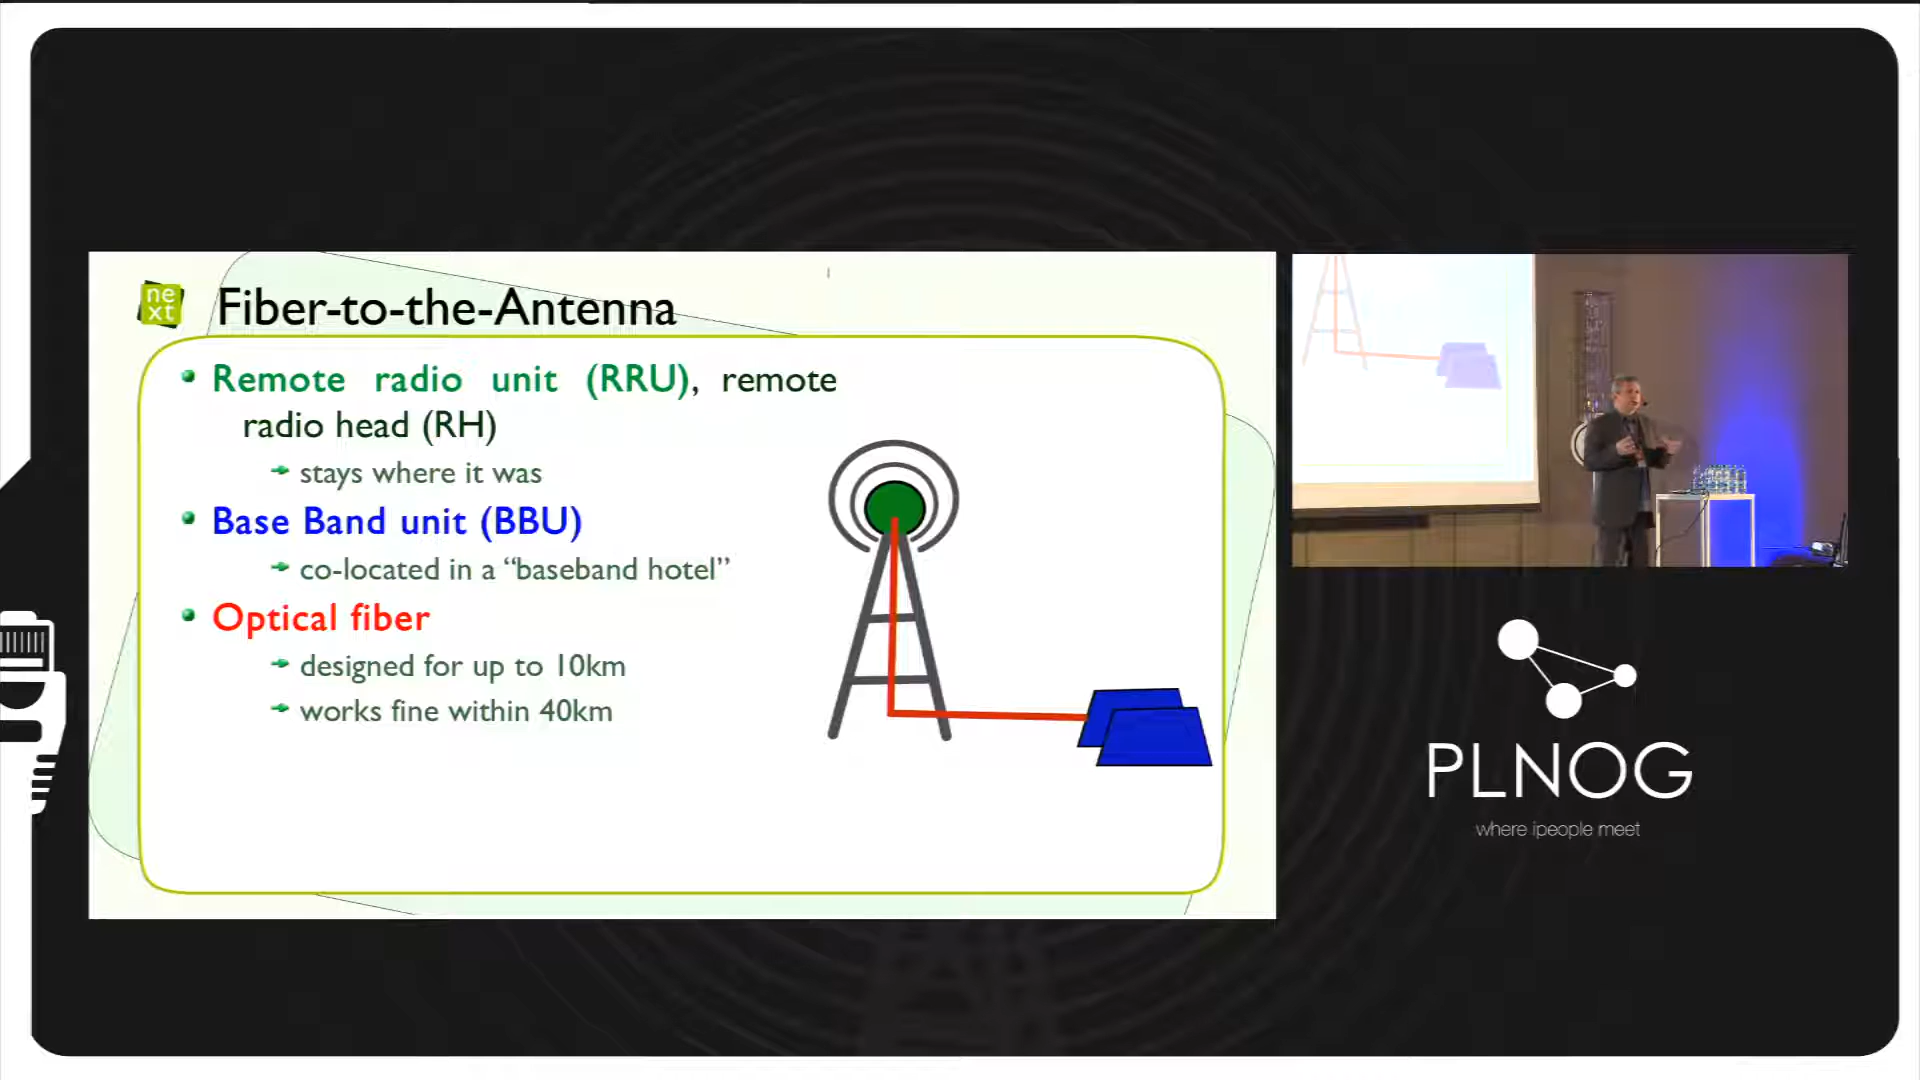 ne
xt
Fiber-to-the-Antenna
Remote radio unit (RRU), remote
radio head (RH)
stays where it was
Base Band unit (BBU)
co-located in a “baseband hotel”
Optical fiber
designed for up to 10km
works fine within 40km
PLNOG
where ipeople meet